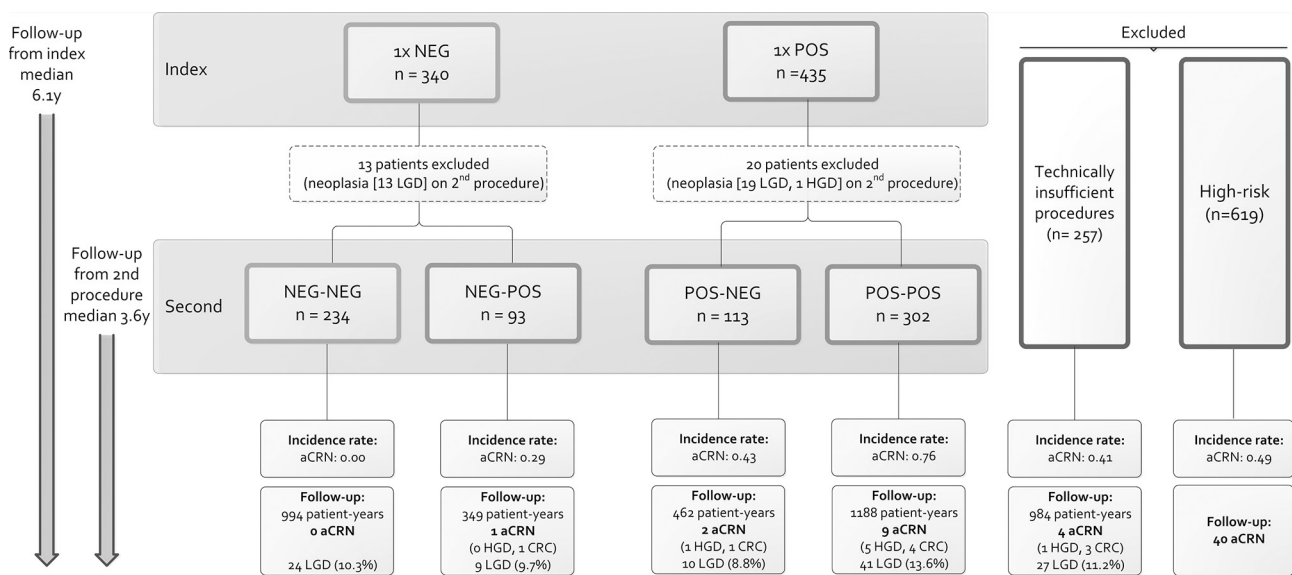 Follow-up
from index
median
6.1y
Index
1x NEG
n = 340
1x POS
n =435
Excluded
13 patients excluded
(neoplasia [13 LGD] on 2nd procedure)
20 patients excluded
(neoplasia [19 LGD, 1 HGD] on 2nd procedure)
Technically
insufficient
procedures
(n= 257)
High-risk
(n=619)
Follow-up
from 2nd
procedure
median 3.6y
Second
NEG-NEG
n = 234
NEG-POS
n = 93
POS-NEG
n = 113
POS-POS
n = 302
Incidence rate:
aCRN: 0.00
Incidence rate:
aCRN: 0.29
Incidence rate:
aCRN: 0.43
Incidence rate:
aCRN: 0.76
Incidence rate:
aCRN: 0.41
Incidence rate:
aCRN: 0.49
Follow-up:
994 patient-years
0 aCRN
24 LGD (10.3%)
Follow-up:
349 patient-years
1 aCRN
(0 HGD, 1 CRC)
9 LGD (9.7%)
Follow-up:
462 patient-years
2 aCRN
(1 HGD, 1 CRC)
10 LGD (8.8%)
Follow-up:
1188 patient-years
9 aCRN
(5 HGD, 4 CRC)
41 LGD (13.6%)
Follow-up:
984 patient-years
4 aCRN
(1 HGD, 3 CRC)
27 LGD (11.2%)
Follow-up:
40 aCRN